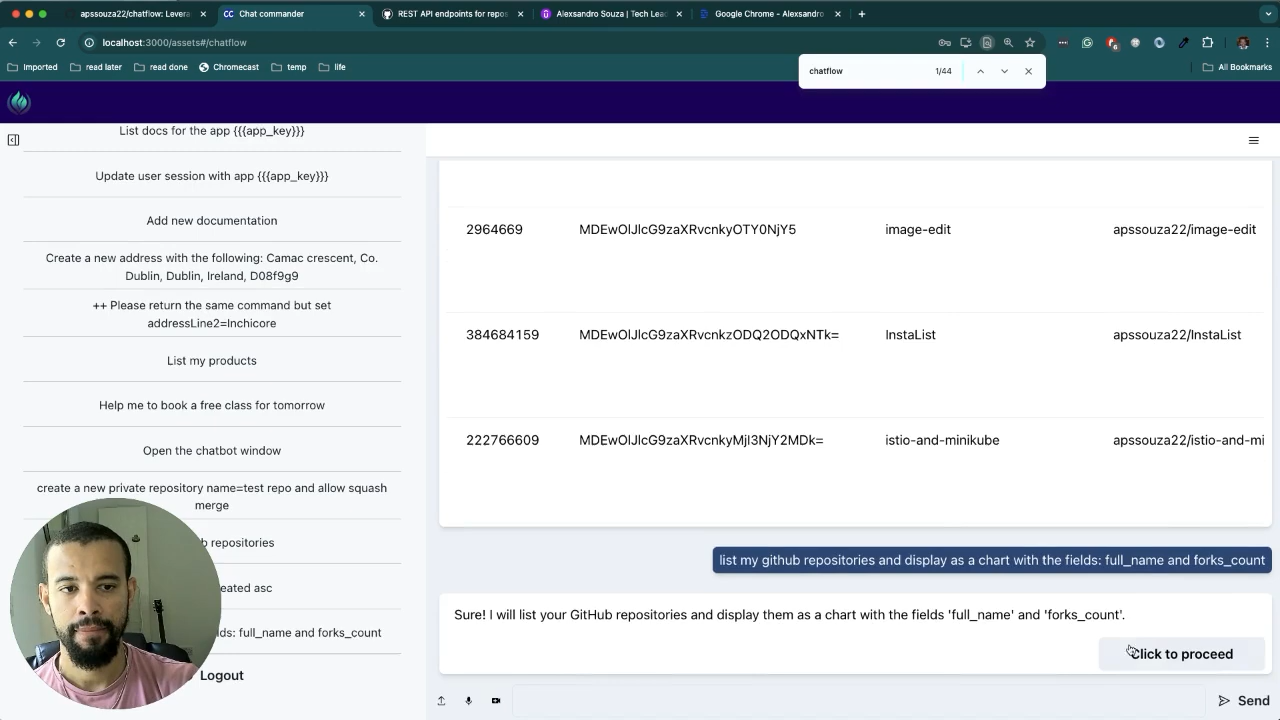 apssouza22/chatflow: Levera
Chat commander
REST API endpoints for repos
Alexsandro Souza | Tech Lead
Google Chrome - Alexsandro
localhost:3000/assets#/chatflow
Imported
read later
read done
Chromecast
temp
life
All Bookmarks
chatflow
1/44
List docs for the app {{{app_key}}}
Update user session with app {{{app_key}}}
Add new documentation
Create a new address with the following: Camac crescent, Co.
Dublin, Dublin, Ireland, D08f9g9
++ Please return the same command but set
addressLine2=Inchicore
List my products
Help me to book a free class for tomorrow
Open the chatbot window
create a new private repository name=test repo and allow squash
merge
b repositories
eated asc
lds: full_name and forks_count
Logout
2964669
MDEwOlJlcG9zaXRvcnkyOTY0NjY5
image-edit
apssouza22/image-edit
384684159
MDEwOlJlcG9zaXRvcnkzODQ2ODQxNTk=
InstaList
apssouza22/InstaList
222766609
MDEwOlJlcG9zaXRvcnkyMjI3NjY2MDk=
istio-and-minikube
apssouza22/istio-and-mi
list my github repositories and display as a chart with the fields: full_name and forks_count
Sure! I will list your GitHub repositories and display them as a chart with the fields 'full_name' and 'forks_count'.
Click to proceed
Send